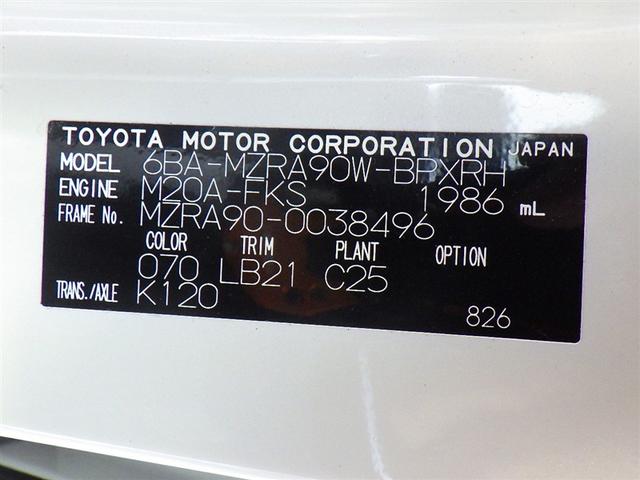 TOYOTA MOTOR CORPORATION JAPAN
MODEL 6BA-MZRA90W-BPXRH
ENGINE M20A-FKS 1986 mL
FRAME No. MZRA90-0038496
COLOR TRIM PLANT OPTION
070 LB21 C25
TRANS./AXLE K120
826